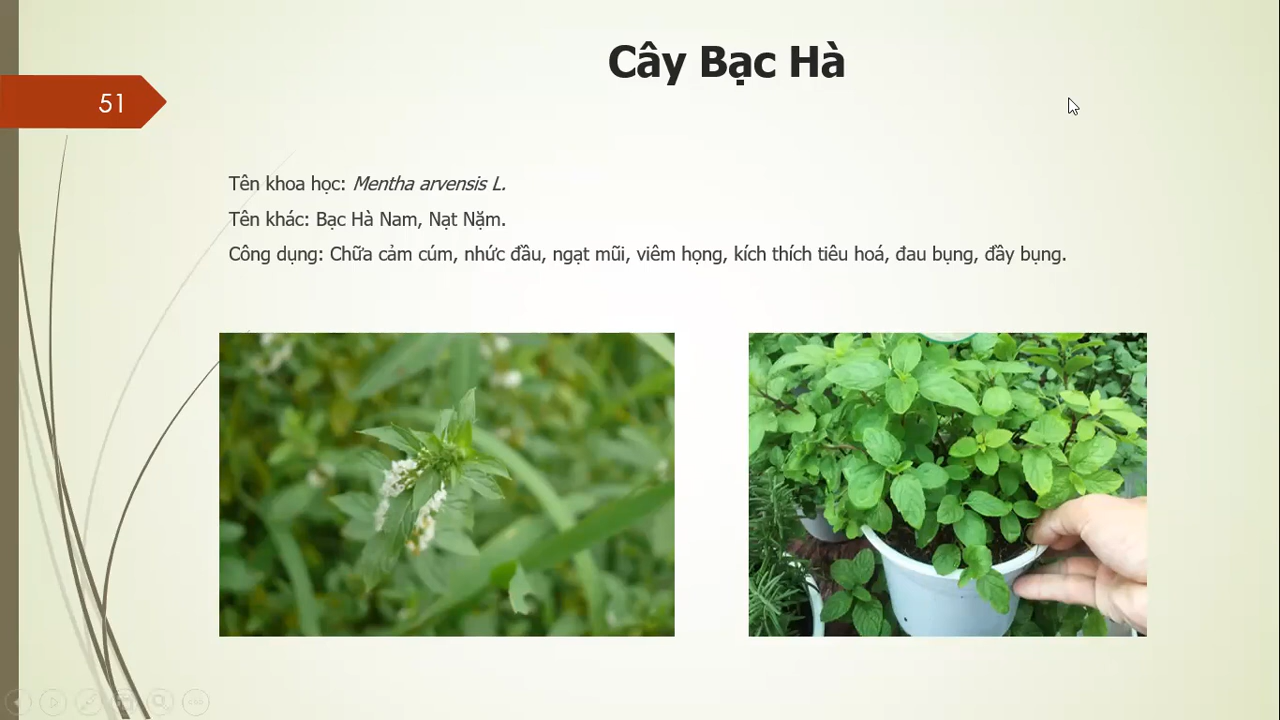 Cây Bạc Hà
51
Tên khoa học: Mentha arvensis L.
Tên khác: Bạc Hà Nam, Nạt Nặm.
Công dụng: Chữa cảm cúm, nhức đầu, ngạt mũi, viêm họng, kích thích tiêu hoá, đau bụng, đầy bụng.